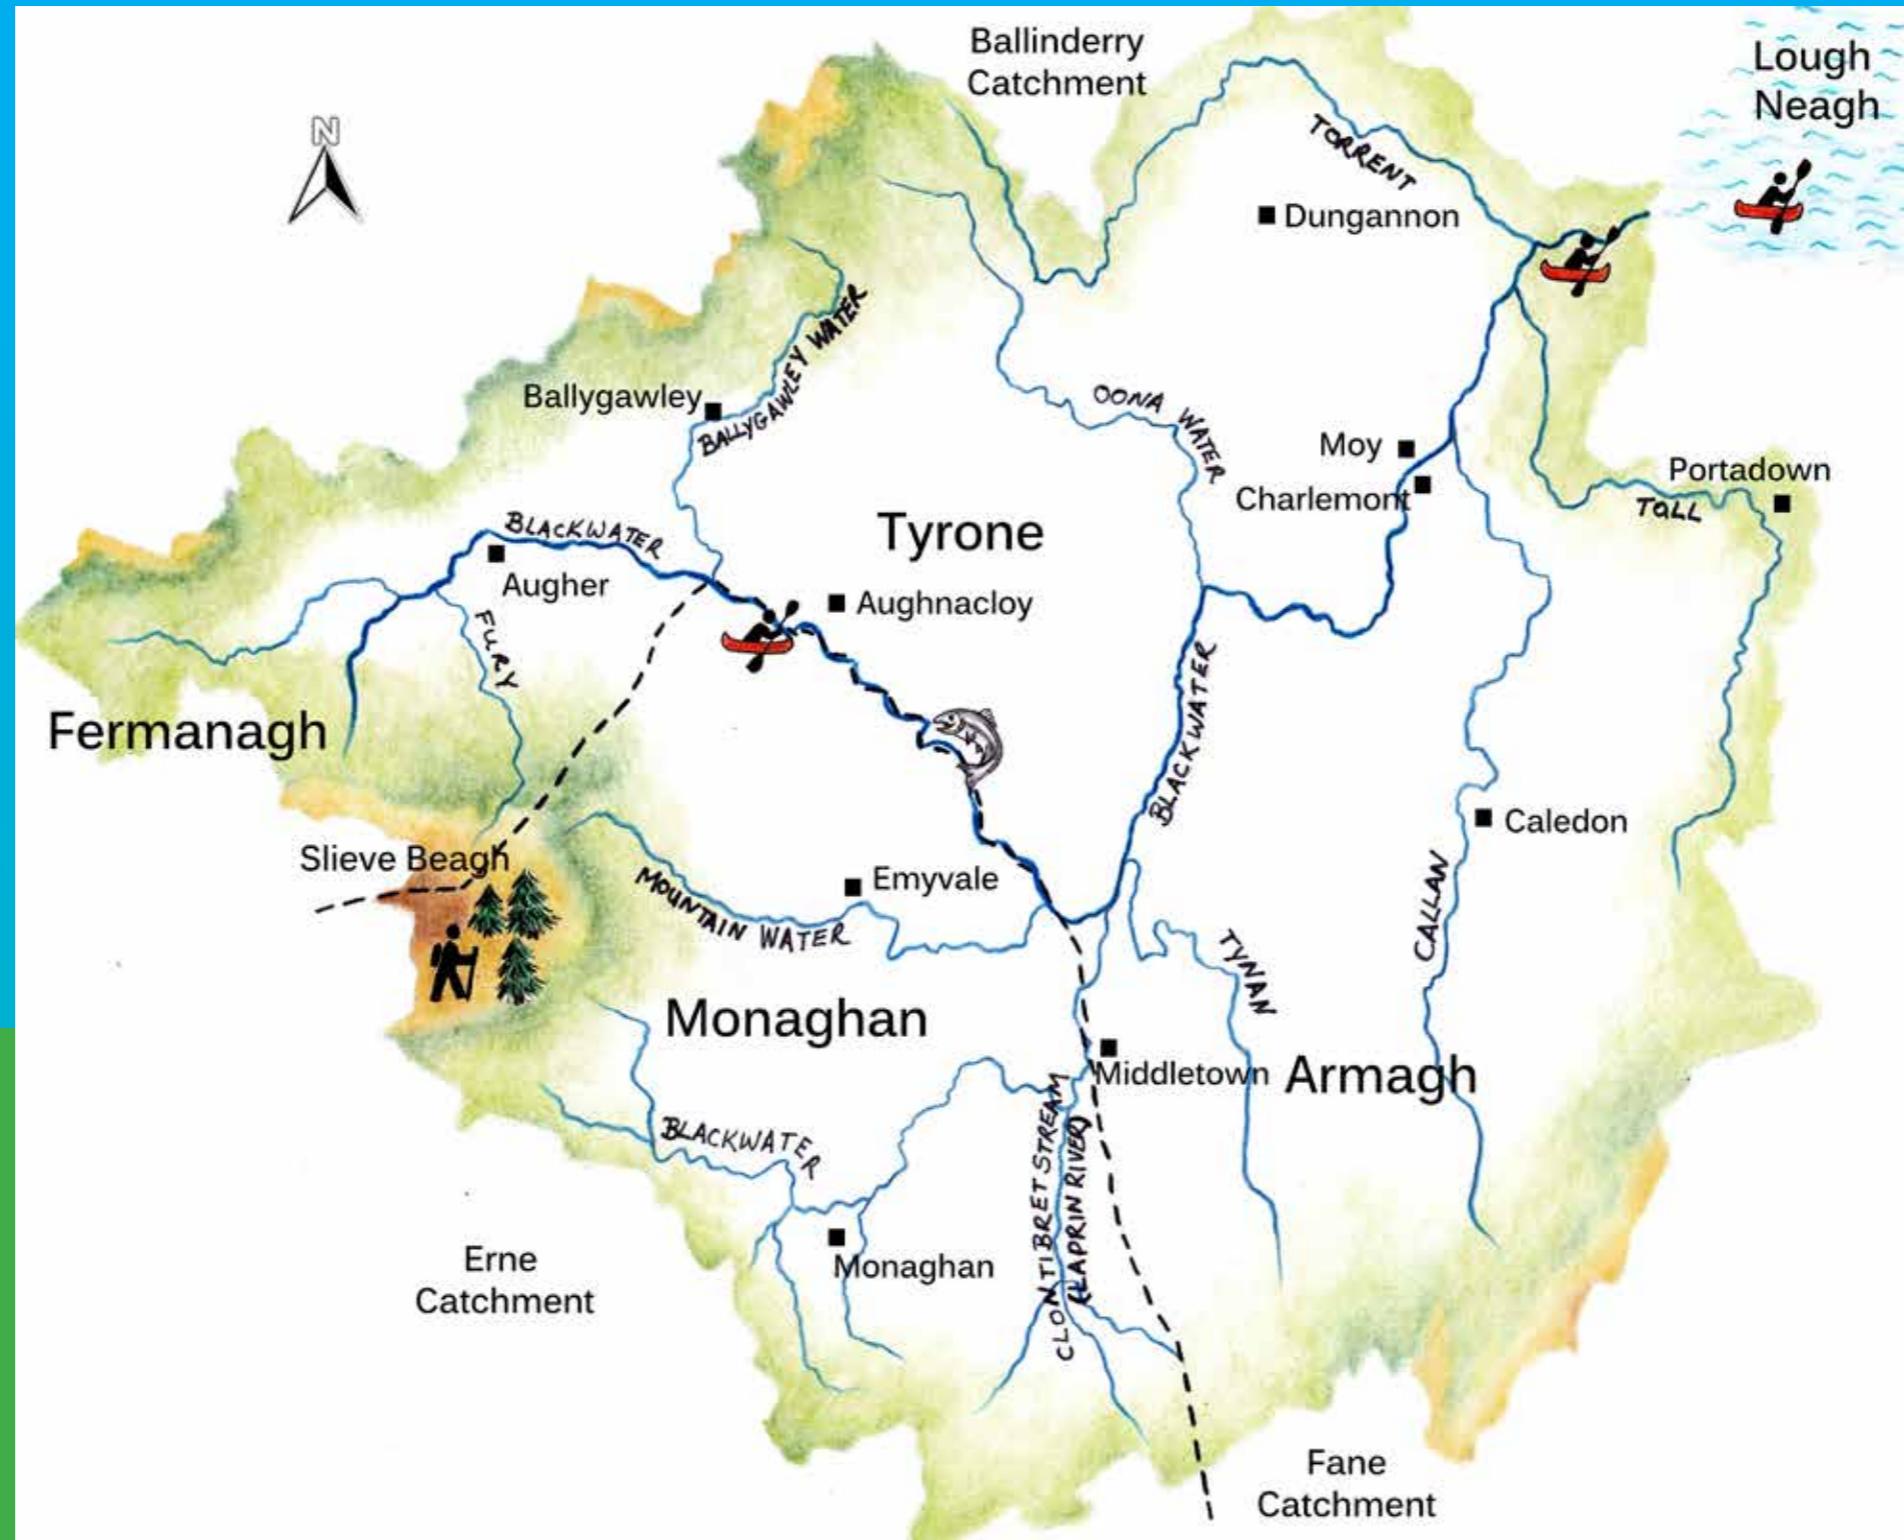 Ballinderry
Catchment
Lough
Neagh
N
TORRENT
Dungannon
BALLYGAWLEY WATER
Ballygawley
OONA WATER
Moy
Charlemont
Portadown
TALL
BLACKWATER
Tyrone
Augher
Aughnacloy
FURY
Fermanagh
BLACKWATER
Caledon
Slieve Beagh
Emyvale
MOUNTAIN WATER
CALLAN
TYNAN
Monaghan
Middletown
Armagh
BLACKWATER
CLONTIBRET STREAM
(LAPRIN RIVER)
Monaghan
Erne
Catchment
Fane
Catchment